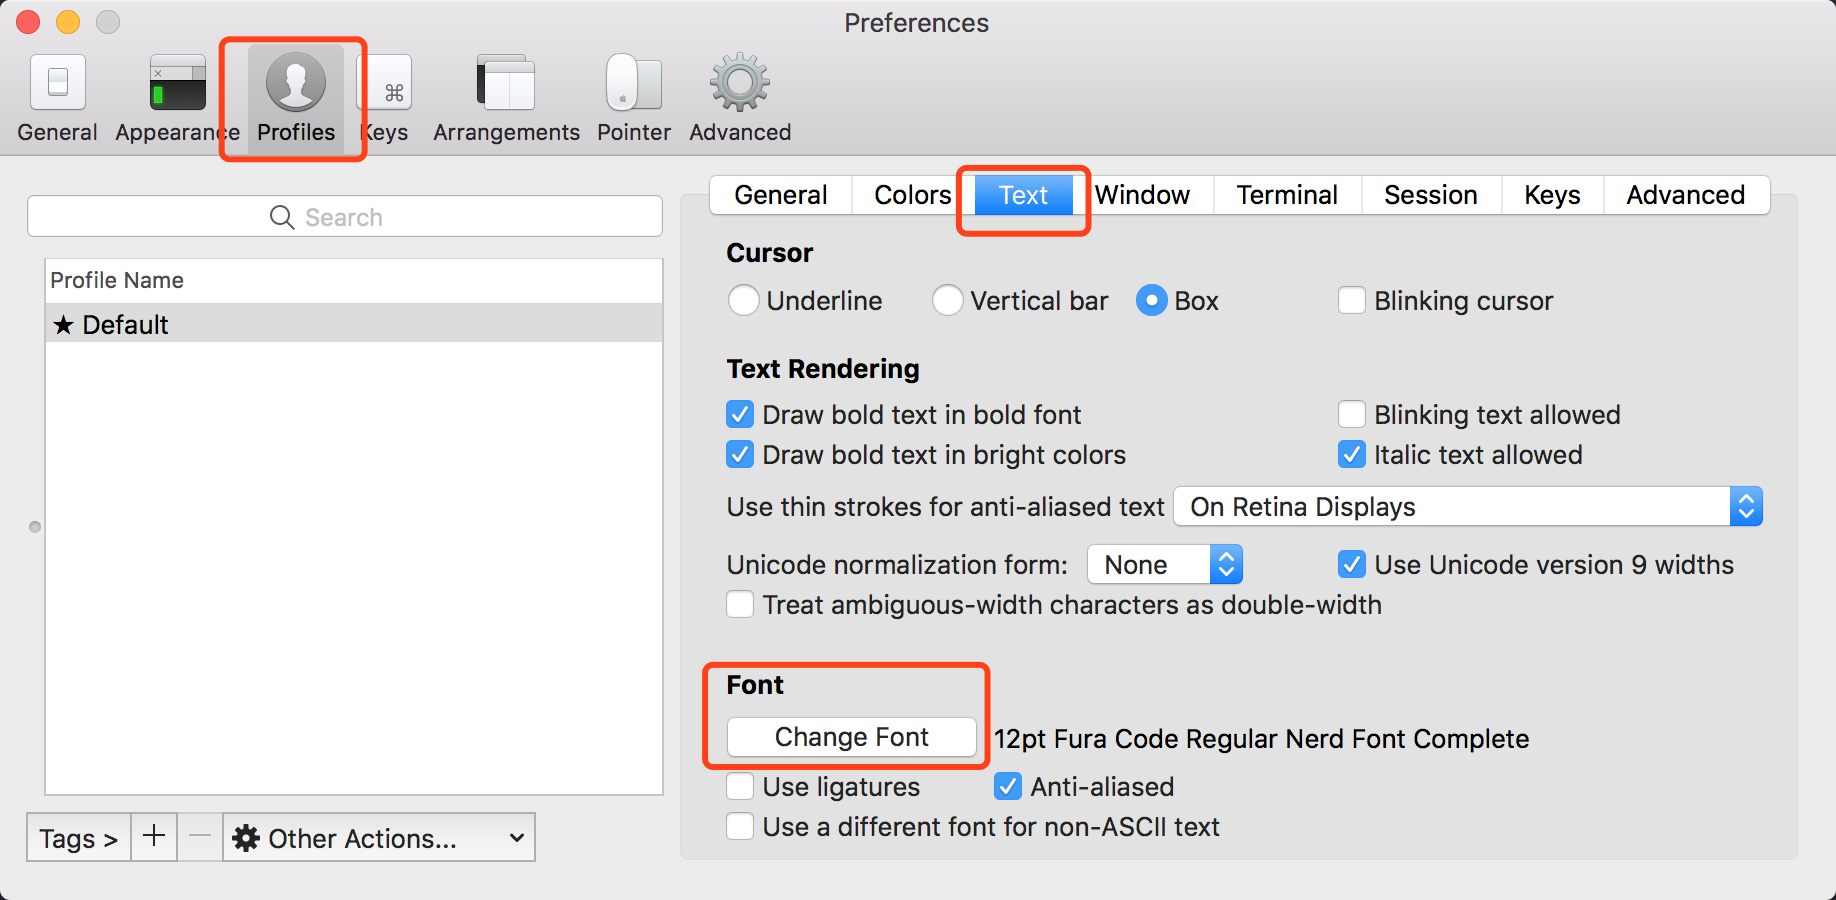 Preferences
General Appearance Profiles Keys Arrangements Pointer Advanced
Search
Profile Name
★ Default
Tags > + − Other Actions...
General Colors Text Window Terminal Session Keys Advanced
Cursor
Underline Vertical bar Box Blinking cursor
Text Rendering
Draw bold text in bold font Blinking text allowed
Draw bold text in bright colors Italic text allowed
Use thin strokes for anti-aliased text On Retina Displays
Unicode normalization form: None Use Unicode version 9 widths
Treat ambiguous-width characters as double-width
Font
Change Font 12pt Fura Code Regular Nerd Font Complete
Use ligatures Anti-aliased
Use a different font for non-ASCII text